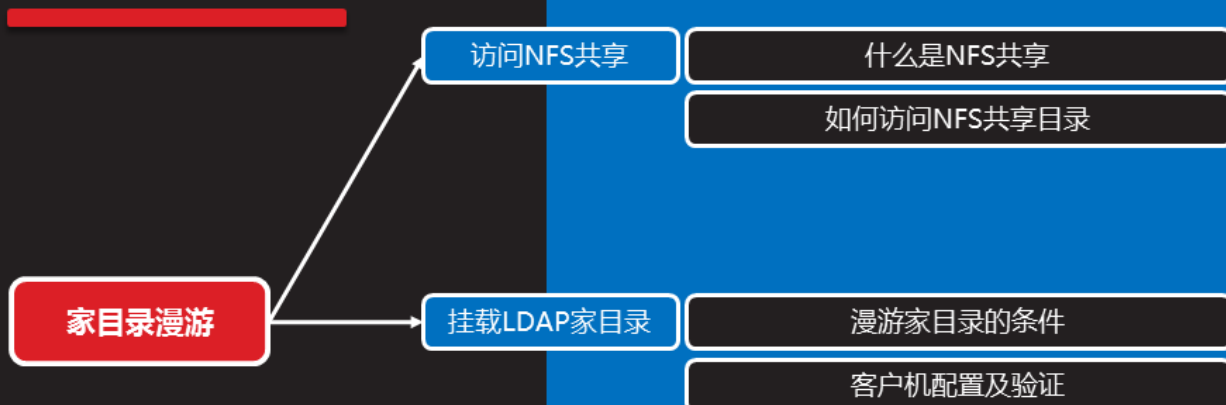 访问NFS共享
什么是NFS共享
如何访问NFS共享目录
家目录漫游
挂载LDAP家目录
漫游家目录的条件
客户机配置及验证